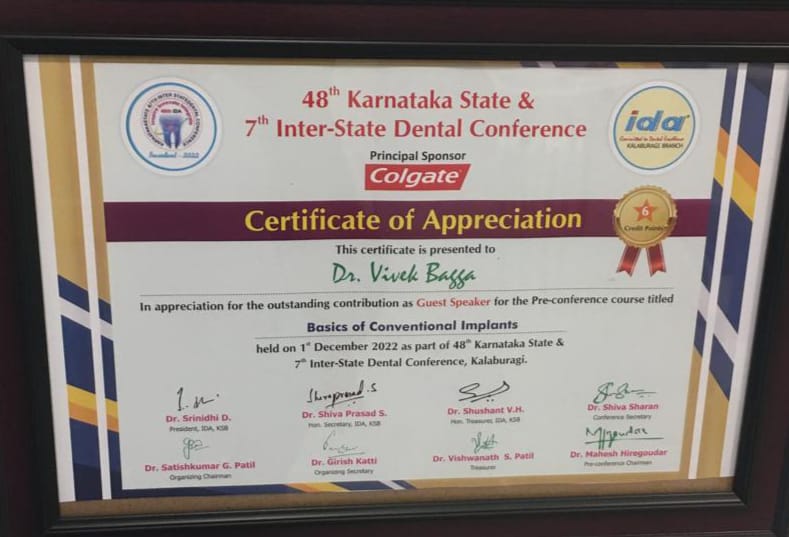 48th Karnataka State &
7th Inter-State Dental Conference
Principal Sponsor
Colgate
ida
Committed to Dental Excellence
KALABURAGI BRANCH
Certificate of Appreciation
6
Credit Points
This certificate is presented to
Dr. Vivek Bagga
In appreciation for the outstanding contribution as Guest Speaker for the Pre-conference course titled
Basics of Conventional Implants
held on 1st December 2022 as part of 48th Karnataka State &
7th Inter-State Dental Conference, Kalaburagi.
Shivaprasad.S
Dr. Srinidhi D.
President, IDA, KSB
Dr. Shiva Prasad S.
Hon. Secretary, IDA, KSB
Dr. Shushant V.H.
Hon. Treasurer, IDA, KSB
Dr. Shiva Sharan
Conference Secretary
Dr. Satishkumar G. Patil
Organizing Chairman
Dr. Girish Katti
Organizing Secretary
Dr. Vishwanath S. Patil
Treasurer
Dr. Mahesh Hiregoudar
Pre-conference Chairman